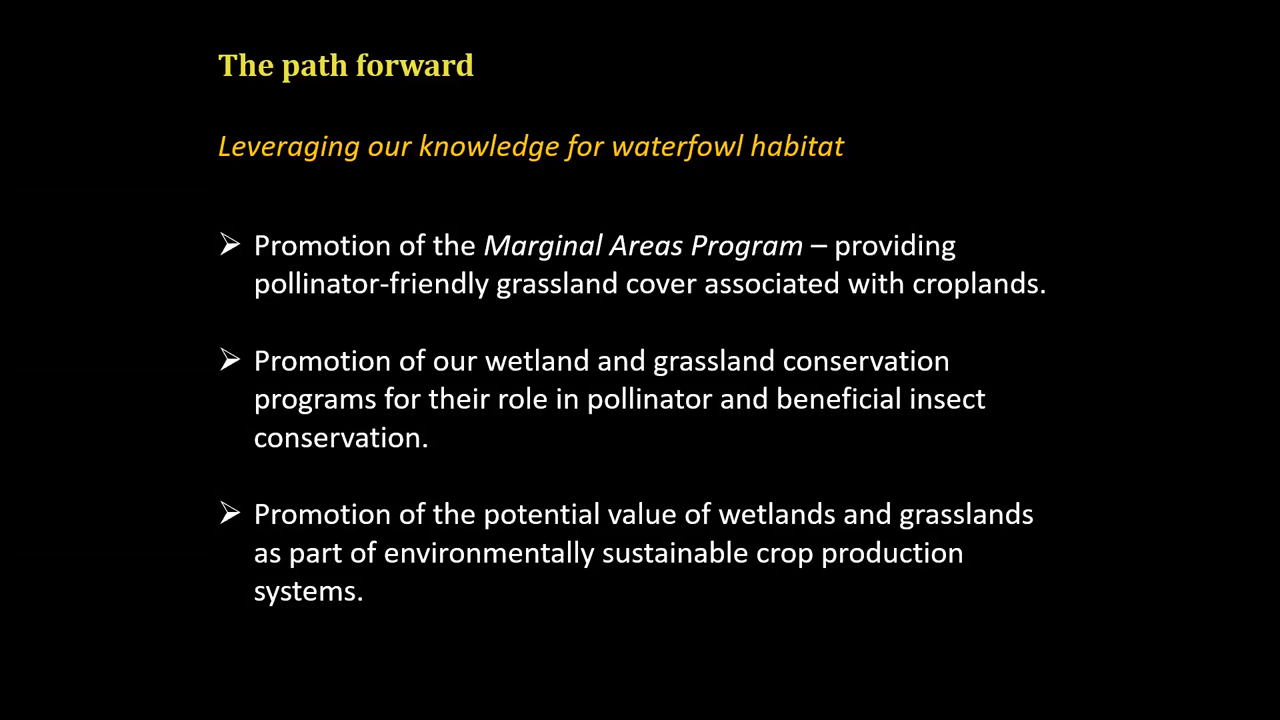 The path forward
Leveraging our knowledge for waterfowl habitat
➢ Promotion of the Marginal Areas Program – providing
pollinator-friendly grassland cover associated with croplands.
➢ Promotion of our wetland and grassland conservation
programs for their role in pollinator and beneficial insect
conservation.
➢ Promotion of the potential value of wetlands and grasslands
as part of environmentally sustainable crop production
systems.